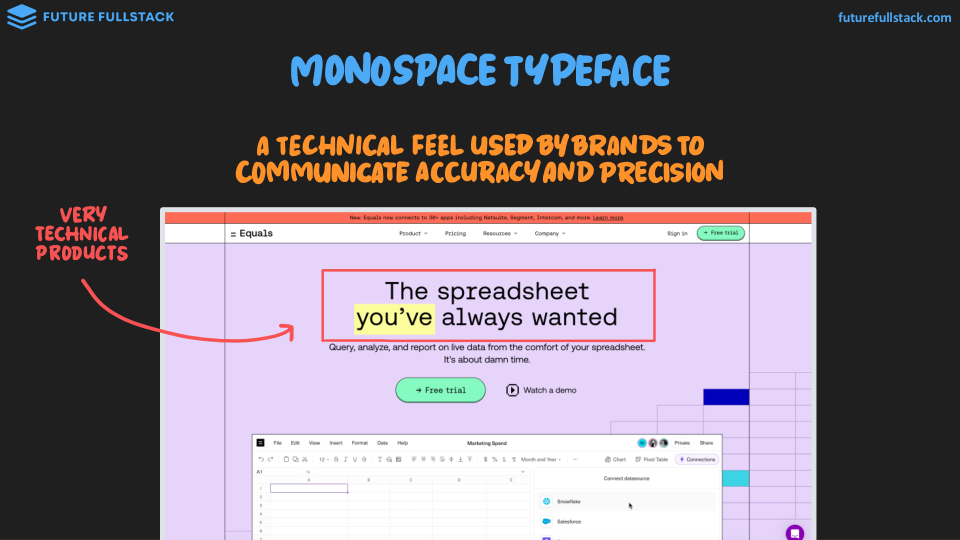 FUTURE FULLSTACK
futurefullstack.com
MONOSPACE TYPEFACE
A TECHNICAL FEEL USED BY BRANDS TO
COMMUNICATE ACCURACY AND PRECISION
VERY
TECHNICAL
PRODUCTS
New: Equals now connects to 30+ apps including Netsuite, Segment, Intercom, and more. Learn more
= Equals
Product
Pricing
Resources
Company
Sign in
→ Free trial
The spreadsheet
you've always wanted
Query, analyze, and report on live data from the comfort of your spreadsheet.
It's about damn time.
→ Free trial
Watch a demo
File Edit View Insert Format Data Help
Marketing Spend
Private Share
12
B I U S
$ %
Month and Year
Chart
Pivot Table
Connections
A1
A B C D E
Connect datasource
1
2
3
4
5
6
Snowflake
Salesforce